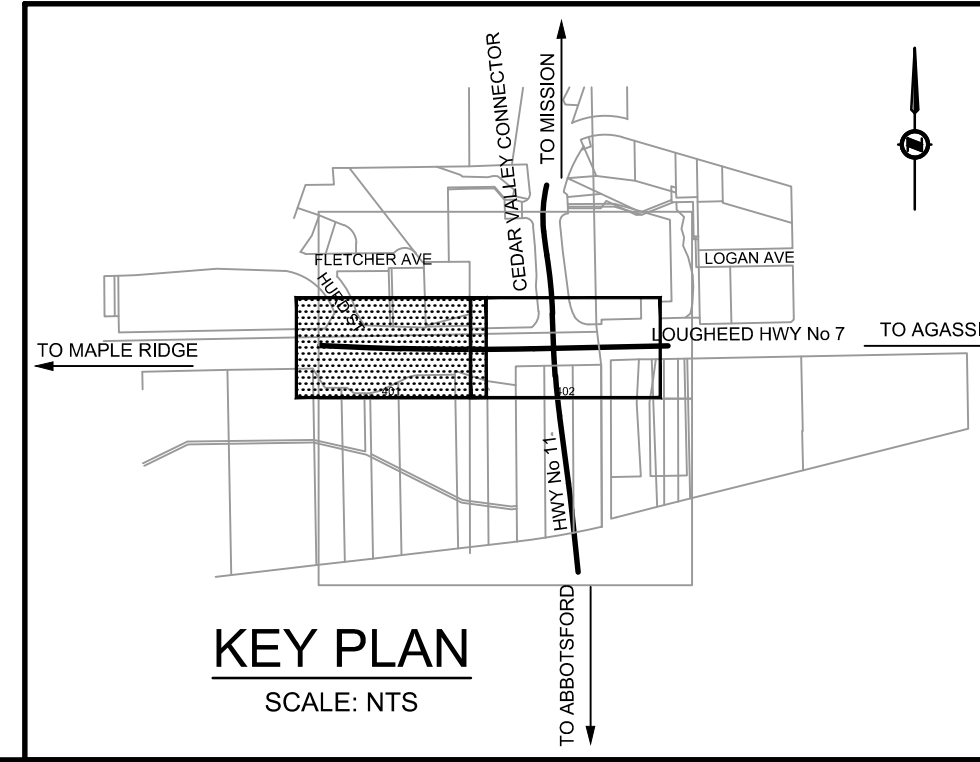 CEDAR VALLEY CONNECTOR
TO MISSION
FLETCHER AVE
LOGAN AVE
HURD ST
LOUGHEED HWY No 7
TO AGASSI
TO MAPLE RIDGE
401
402
HWY No 11
KEY PLAN
SCALE: NTS
TO ABBOTSFORD